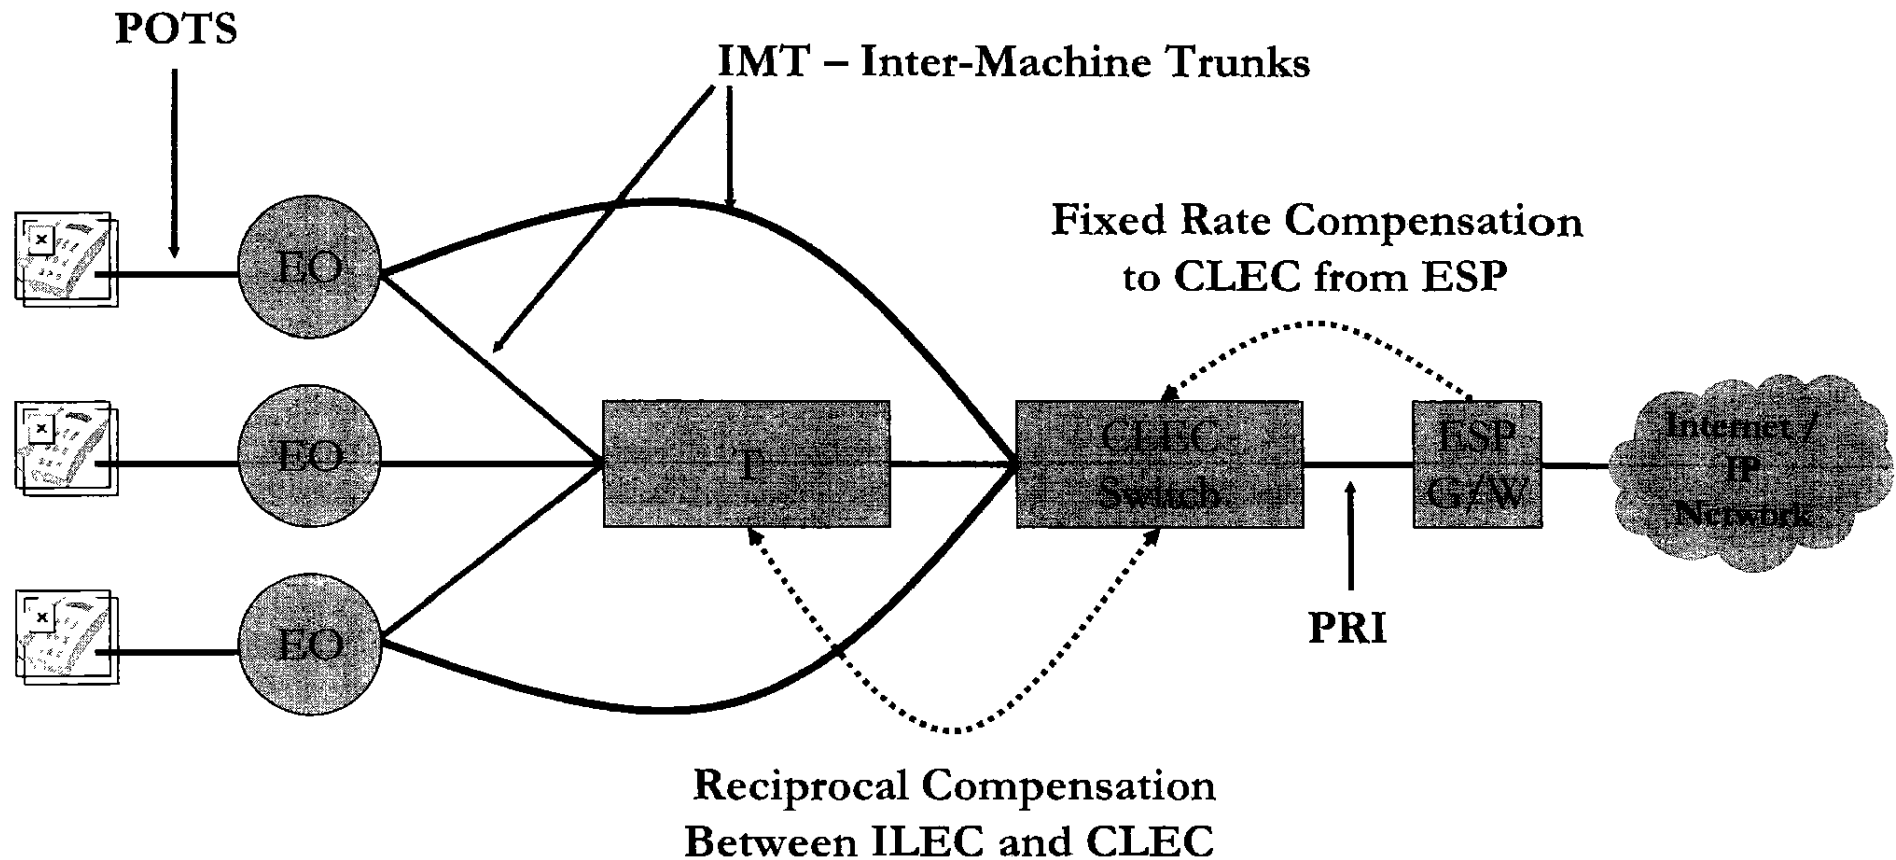 POTS
IMT – Inter-Machine Trunks
Fixed Rate Compensation
to CLEC from ESP
EO
EO
EO
T
CLEC
Switch
ESP
G/W
Internet /
IP
Network
PRI
Reciprocal Compensation
Between ILEC and CLEC